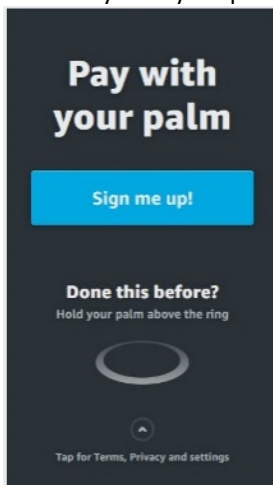 Pay with
your palm
Sign me up!
Done this before?
Hold your palm above the ring
Tap for Terms, Privacy and settings